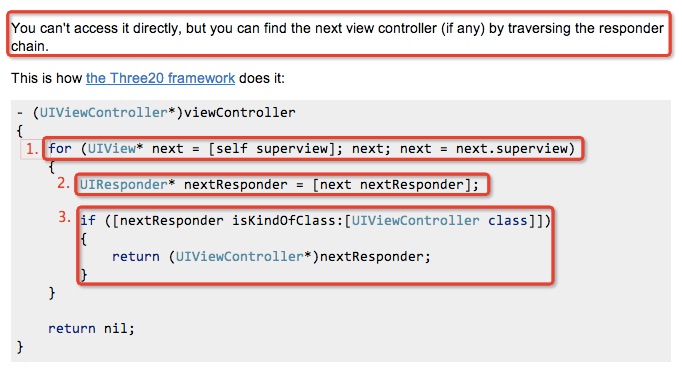 You can't access it directly, but you can find the next view controller (if any) by traversing the responder
chain.
This is how the Three20 framework does it:
- (UIViewController*)viewController
{
1. for (UIView* next = [self superview]; next; next = next.superview)
{
2. UIResponder* nextResponder = [next nextResponder];
3. if ([nextResponder isKindOfClass:[UIViewController class]])
{
return (UIViewController*)nextResponder;
}
}
return nil;
}